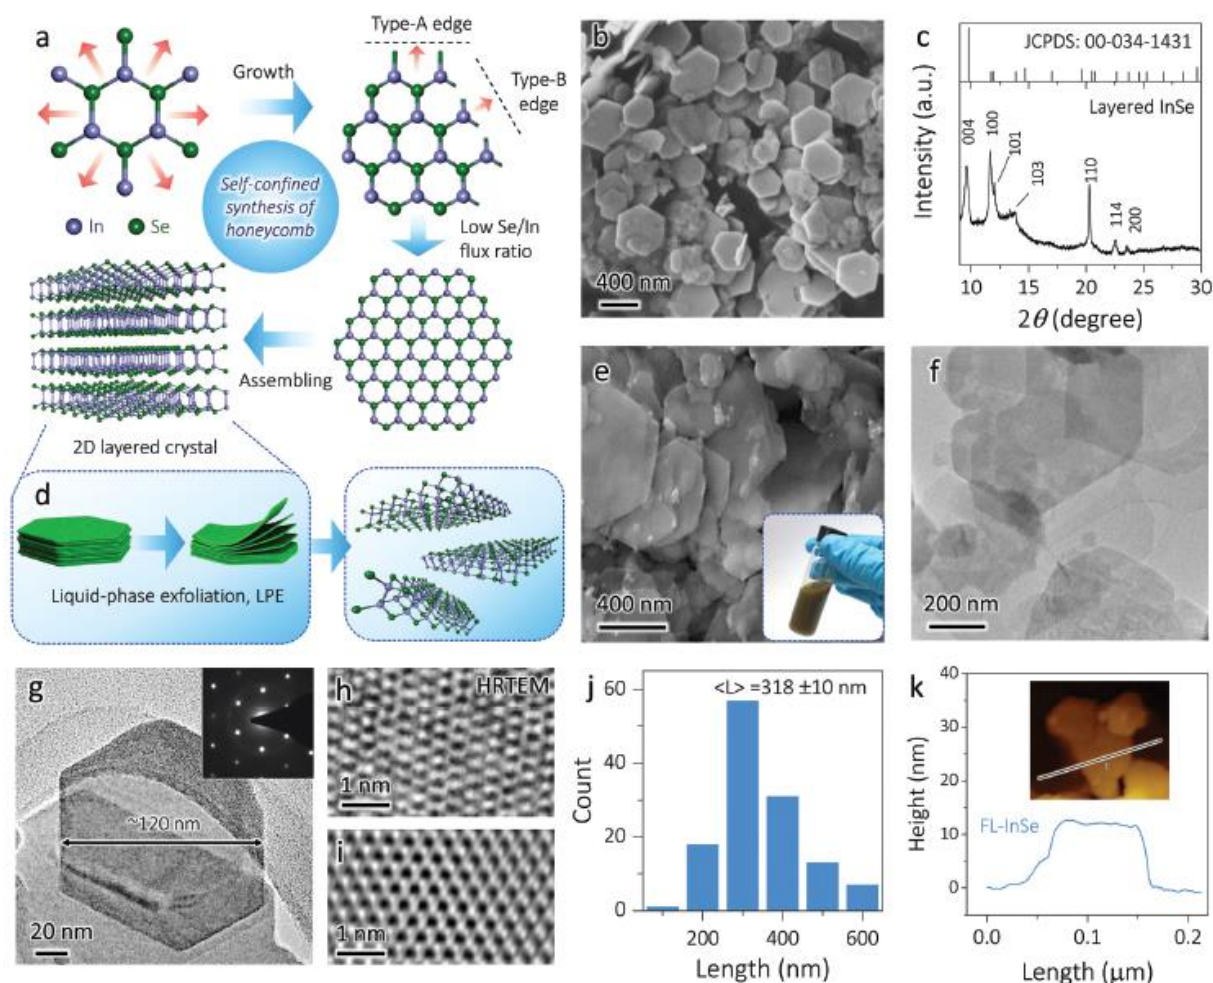 a
Growth
Type-A edge
Type-B
edge
Self-confined
synthesis of
honeycomb
In
Se
Low Se/In
flux ratio
Assembling
2D layered crystal
b
400 nm
c
JCPDS: 00-034-1431
Layered InSe
004
100
101
103
110
114
200
Intensity (a.u.)
10
15
20
25
30
2θ (degree)
d
Liquid-phase exfoliation, LPE
e
400 nm
f
200 nm
g
~120 nm
20 nm
h
HRTEM
1 nm
i
1 nm
j
<L> =318 ±10 nm
60
40
20
0
Count
200
400
600
Length (nm)
k
40
30
20
10
0
Height (nm)
FL-InSe
1
0.0
0.1
0.2
Length (μm)